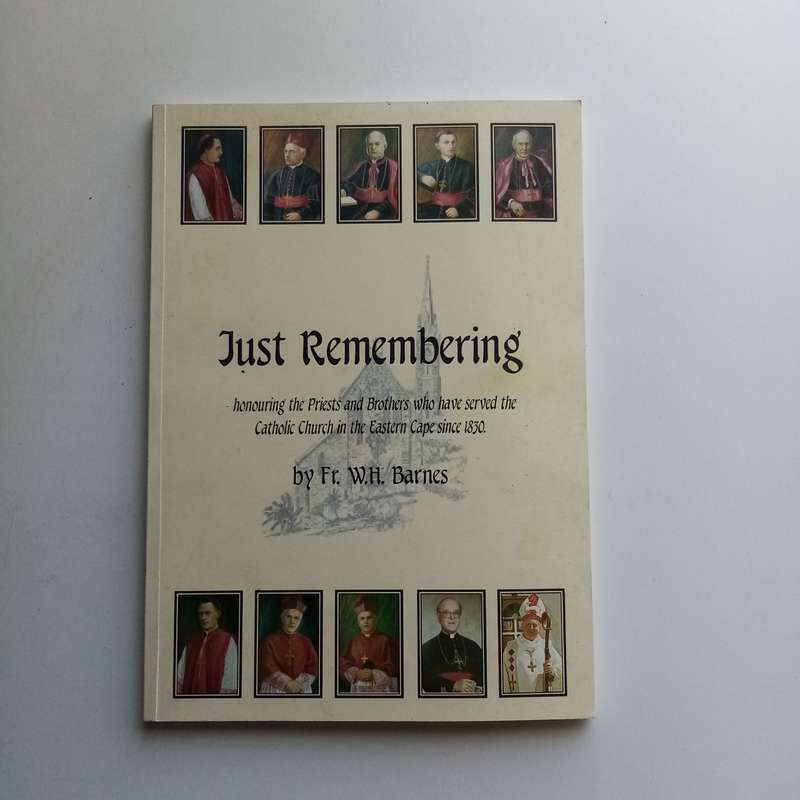 Just Remembering
- honouring the Priests and Brothers who have served the
Catholic Church in the Eastern Cape since 1830.
by Fr. W.H. Barnes